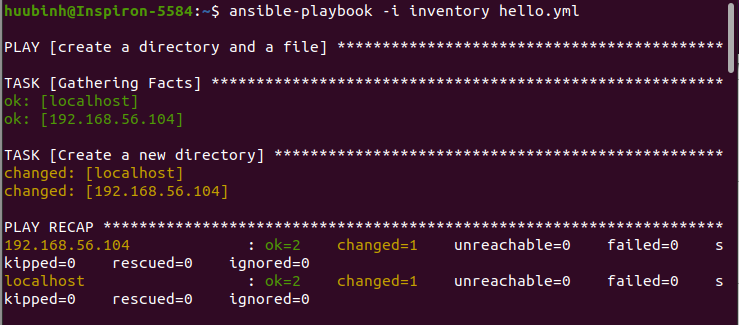 huubinh@Inspiron-5584:~$ ansible-playbook -i inventory hello.yml
PLAY [create a directory and a file] *******************************************
TASK [Gathering Facts] *********************************************************
ok: [localhost]
ok: [192.168.56.104]
TASK [Create a new directory] **************************************************
changed: [localhost]
changed: [192.168.56.104]
PLAY RECAP *********************************************************************
192.168.56.104             : ok=2    changed=1    unreachable=0    failed=0    s
kipped=0    rescued=0    ignored=0
localhost                  : ok=2    changed=1    unreachable=0    failed=0    s
kipped=0    rescued=0    ignored=0